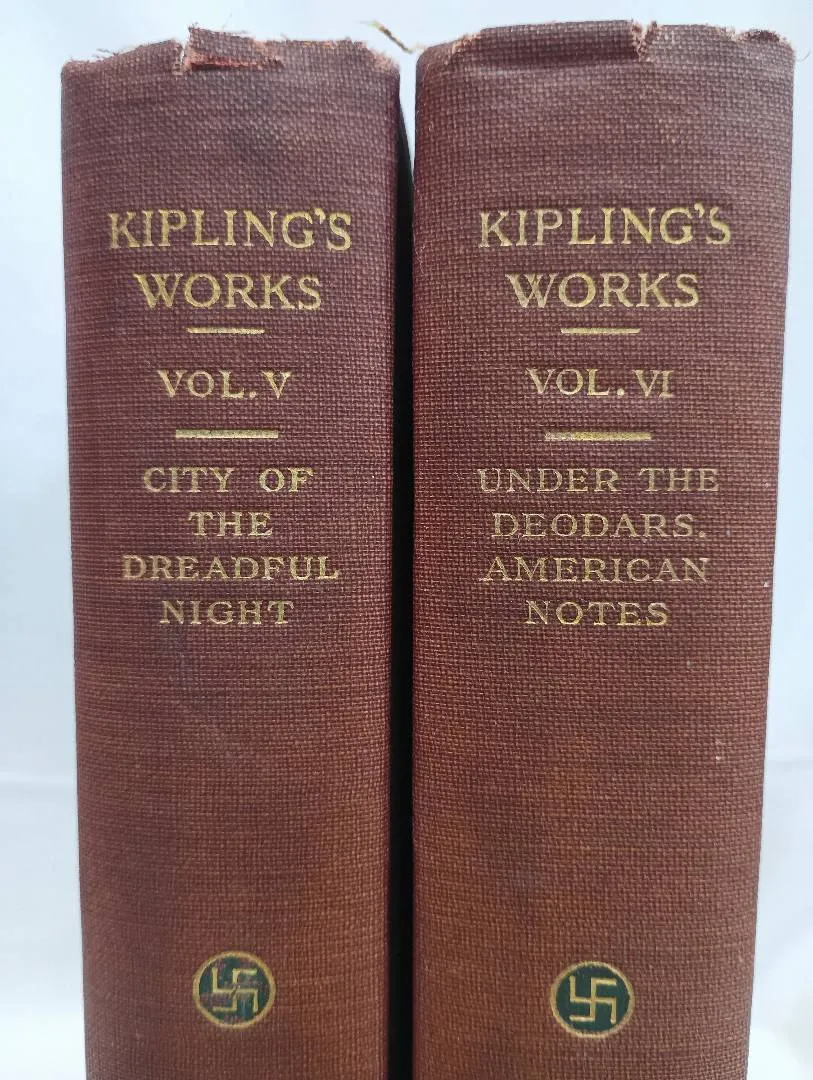 KIPLING'S
WORKS
VOL. V
CITY OF
THE
DREADFUL
NIGHT
KIPLING'S
WORKS
VOL. VI
UNDER THE
DEODARS.
AMERICAN
NOTES